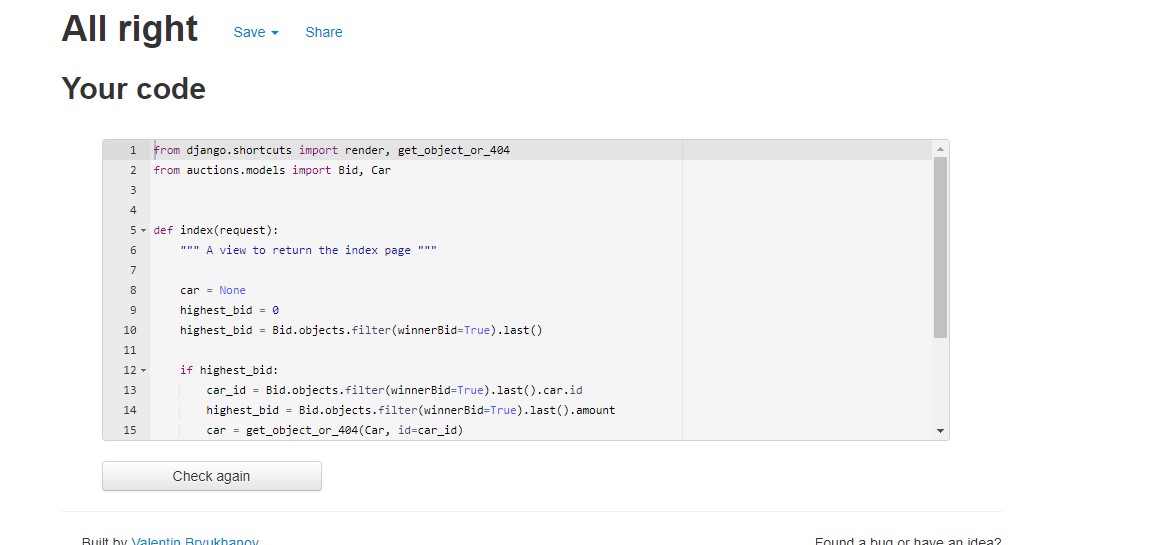 All right Save Share
Your code
1 from django.shortcuts import render, get_object_or_404
2 from auctions.models import Bid, Car
3
4
5 def index(request):
6     """ A view to return the index page """
7
8     car = None
9     highest_bid = 0
10     highest_bid = Bid.objects.filter(winnerBid=True).last()
11
12     if highest_bid:
13         car_id = Bid.objects.filter(winnerBid=True).last().car.id
14         highest_bid = Bid.objects.filter(winnerBid=True).last().amount
15         car = get_object_or_404(Car, id=car_id)
Check again
Built by Valentin Bryukhanov Found a bug or have an idea?